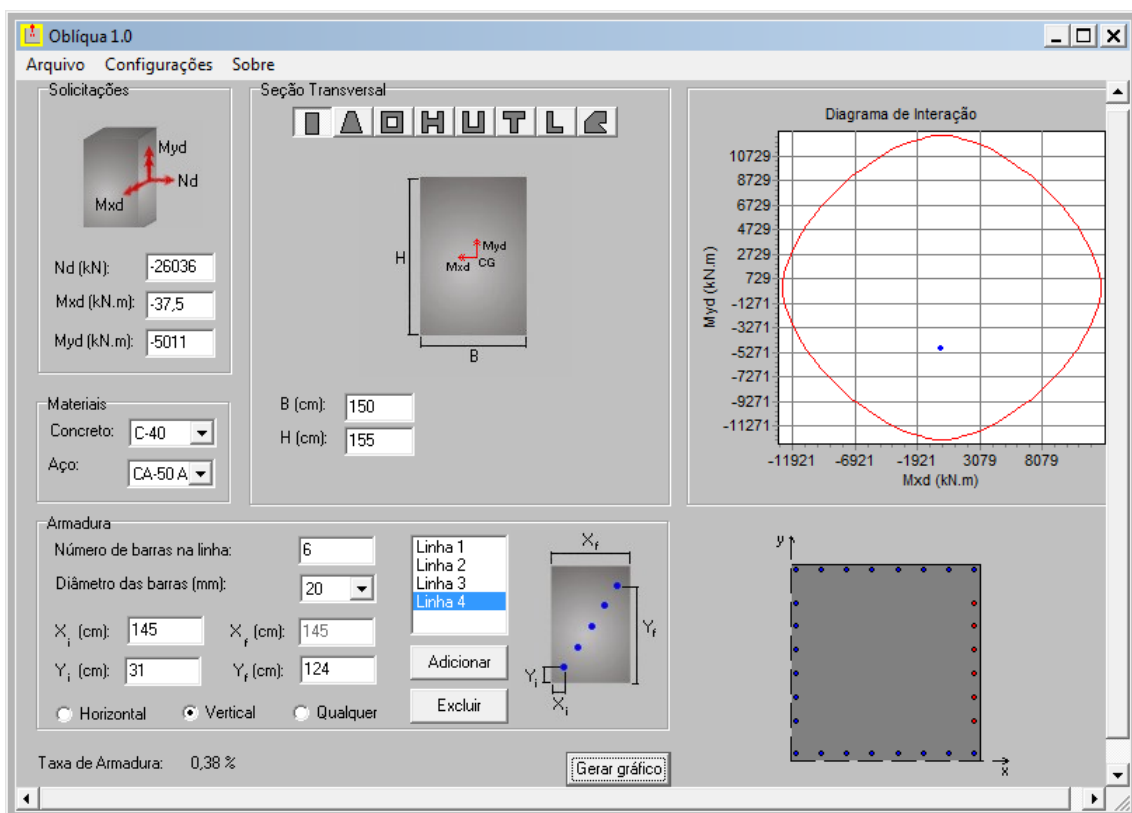 Oblíqua 1.0
Arquivo Configurações Sobre
Solicitações
Myd
Nd
Mxd
Nd (kN): -26036
Mxd (kN.m): -37,5
Myd (kN.m): -5011
Materiais
Concreto: C-40
Aço: CA-50 A
Seção Transversal
H
Myd
Mxd CG
B
B (cm): 150
H (cm): 155
Diagrama de Interação
Myd (kN.m)
10729
8729
6729
4729
2729
729
-1271
-3271
-5271
-7271
-9271
-11271
-11921 -6921 -1921 3079 8079
Mxd (kN.m)
Armadura
Número de barras na linha: 6
Diâmetro das barras (mm): 20
Xi (cm): 145 Xf (cm): 145
Yi (cm): 31 Yf (cm): 124
Horizontal Vertical Qualquer
Linha 1
Linha 2
Linha 3
Linha 4
Adicionar
Excluir
Xf
Yf
Yi
Xi
y
x
Taxa de Armadura: 0,38 %
Gerar gráfico